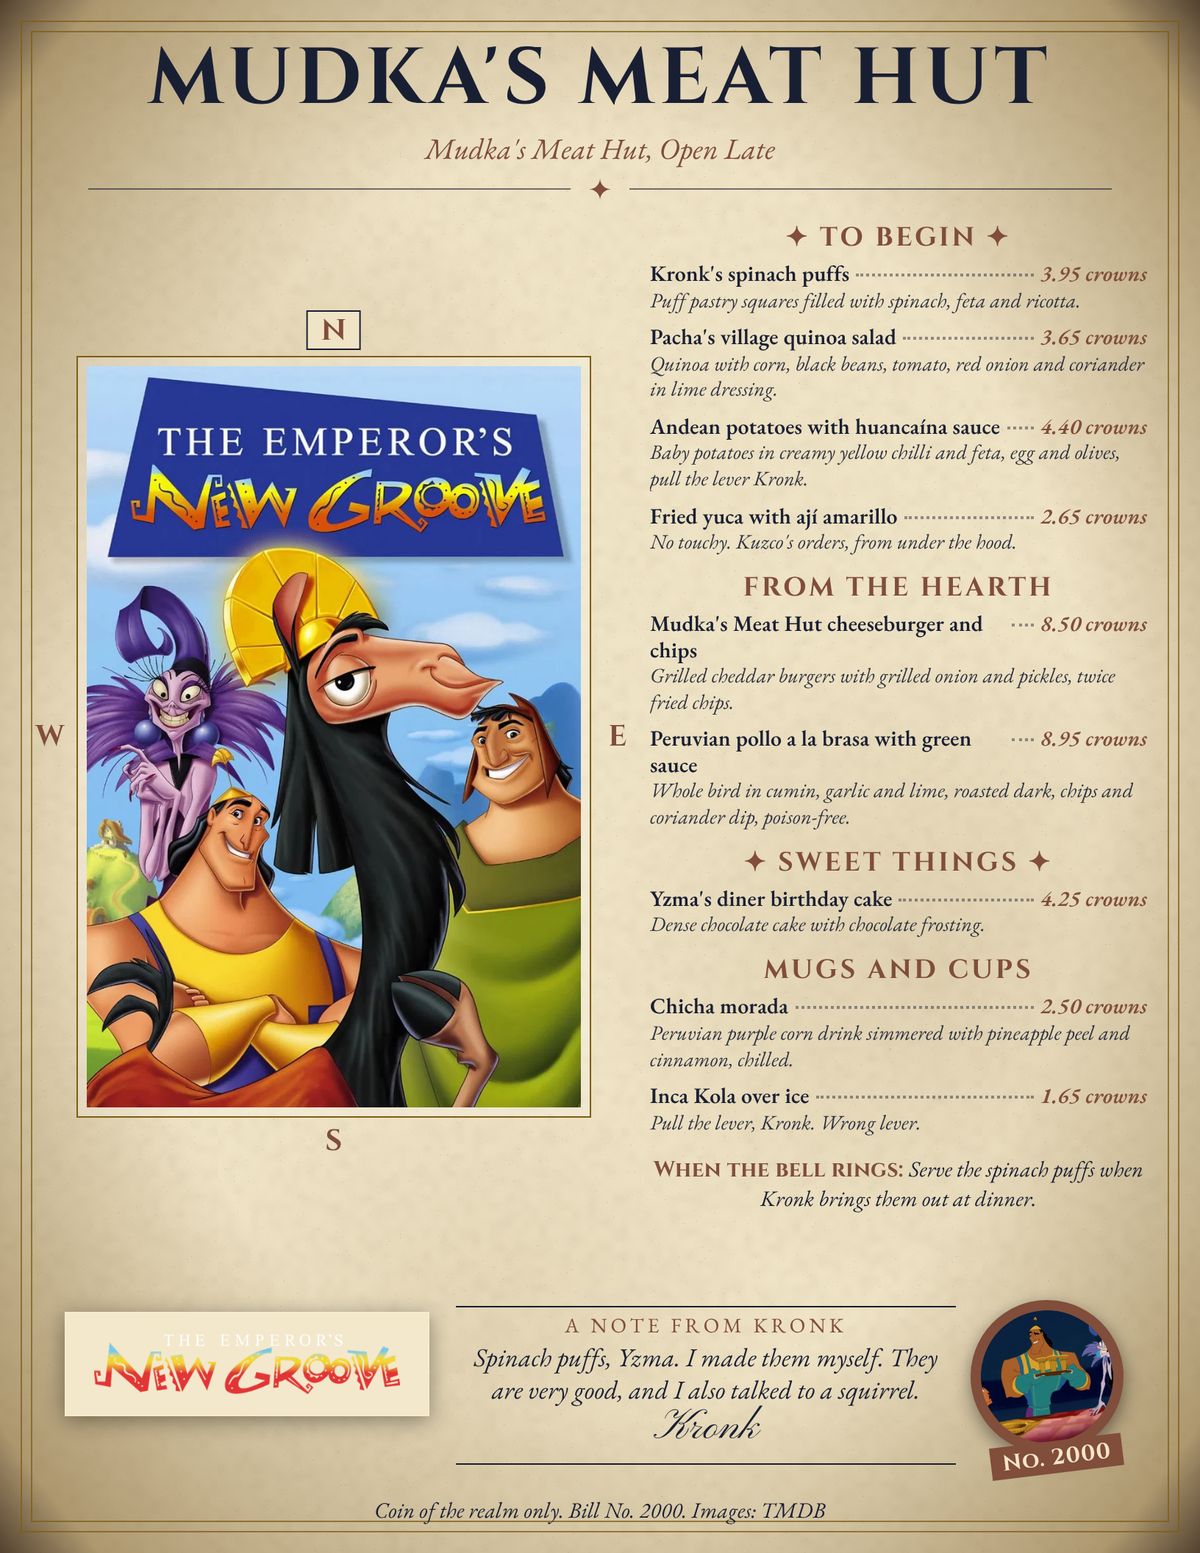 MUDKA'S MEAT HUT
Mudka's Meat Hut, Open Late
TO BEGIN
Kronk's spinach puffs 3.95 crowns
Puff pastry squares filled with spinach, feta and ricotta.
Pacha's village quinoa salad 3.65 crowns
Quinoa with corn, black beans, tomato, red onion and coriander
in lime dressing.
Andean potatoes with huancaína sauce 4.40 crowns
Baby potatoes in creamy yellow chilli and feta, egg and olives,
pull the lever Kronk.
Fried yuca with ají amarillo 2.65 crowns
No touchy. Kuzco's orders, from under the hood.
FROM THE HEARTH
Mudka's Meat Hut cheeseburger and 8.50 crowns
chips
Grilled cheddar burgers with grilled onion and pickles, twice
fried chips.
Peruvian pollo a la brasa with green 8.95 crowns
sauce
Whole bird in cumin, garlic and lime, roasted dark, chips and
coriander dip, poison-free.
SWEET THINGS
Yzma's diner birthday cake 4.25 crowns
Dense chocolate cake with chocolate frosting.
MUGS AND CUPS
Chicha morada 2.50 crowns
Peruvian purple corn drink simmered with pineapple peel and
cinnamon, chilled.
Inca Kola over ice 1.65 crowns
Pull the lever, Kronk. Wrong lever.
WHEN THE BELL RINGS: Serve the spinach puffs when
Kronk brings them out at dinner.
N
THE EMPEROR'S
NEW GROOVE
W
E
S
THE EMPEROR'S
NEW GROOVE
A NOTE FROM KRONK
Spinach puffs, Yzma. I made them myself. They
are very good, and I also talked to a squirrel.
Kronk
NO. 2000
Coin of the realm only. Bill No. 2000. Images: TMDB